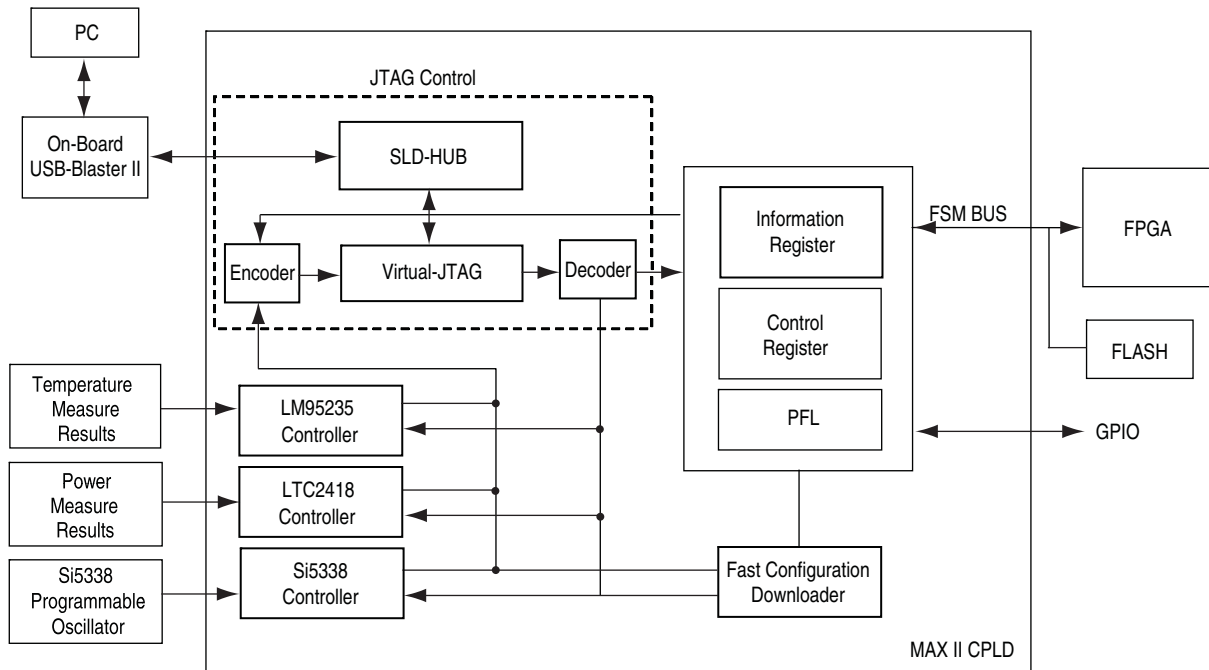 PC
JTAG Control
On-Board
USB-Blaster II
SLD-HUB
Encoder
Virtual-JTAG
Decoder
Information
Register
Control
Register
PFL
FSM BUS
FPGA
FLASH
GPIO
Temperature
Measure
Results
LM95235
Controller
Power
Measure
Results
LTC2418
Controller
Si5338
Programmable
Oscillator
Si5338
Controller
Fast Configuration
Downloader
MAX II CPLD